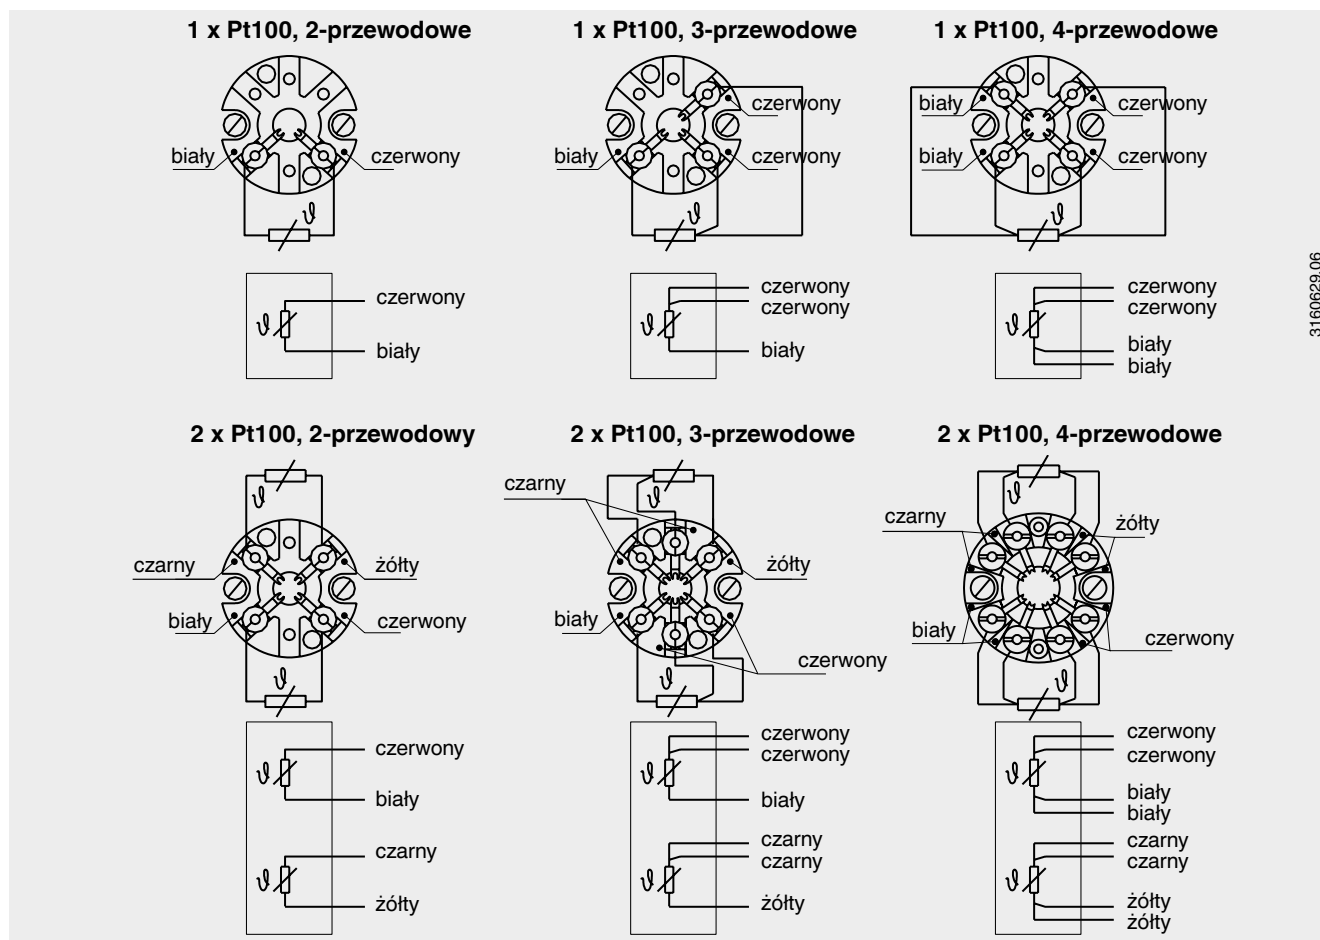 1 x Pt100, 2-przewodowe
biały
czerwony
ϑ
ϑ
czerwony
biały
1 x Pt100, 3-przewodowe
czerwony
biały
czerwony
ϑ
ϑ
czerwony
czerwony
biały
1 x Pt100, 4-przewodowe
biały
czerwony
biały
czerwony
ϑ
ϑ
czerwony
czerwony
biały
biały
3160629.06
2 x Pt100, 2-przewodowy
ϑ
czarny
żółty
biały
czerwony
ϑ
ϑ
czerwony
biały
ϑ
czarny
żółty
2 x Pt100, 3-przewodowe
ϑ
czarny
żółty
biały
czerwony
ϑ
ϑ
czerwony
czerwony
biały
ϑ
czarny
czarny
żółty
2 x Pt100, 4-przewodowe
ϑ
czarny
żółty
biały
czerwony
ϑ
ϑ
czerwony
czerwony
biały
biały
ϑ
czarny
czarny
żółty
żółty